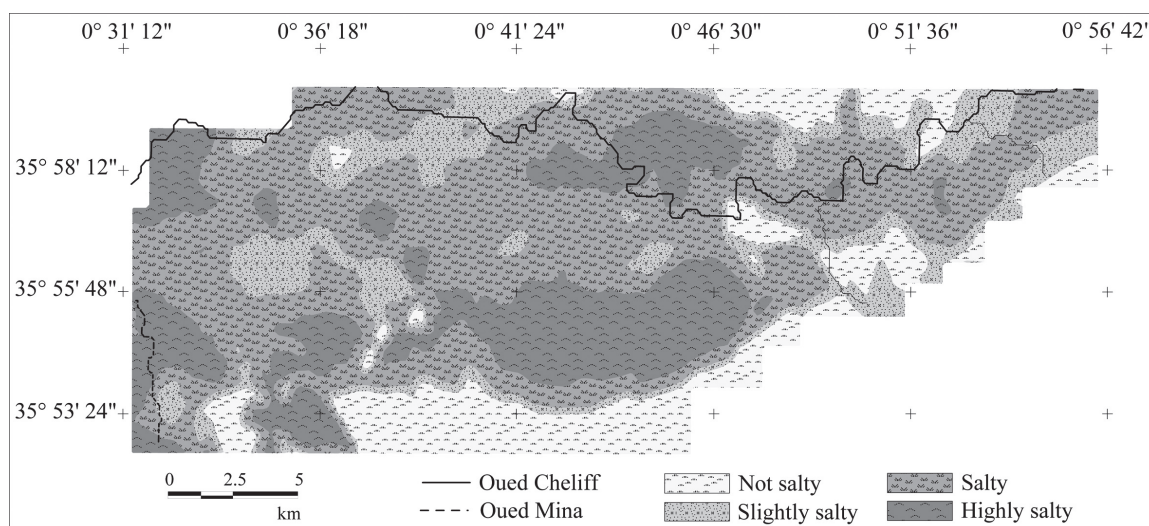 0° 31' 12" 0° 36' 18" 0° 41' 24" 0° 46' 30" 0° 51' 36" 0° 56' 42"
35° 58' 12"
35° 55' 48"
35° 53' 24"
0 2.5 5
km
Oued Cheliff
Oued Mina
Not salty
Slightly salty
Salty
Highly salty